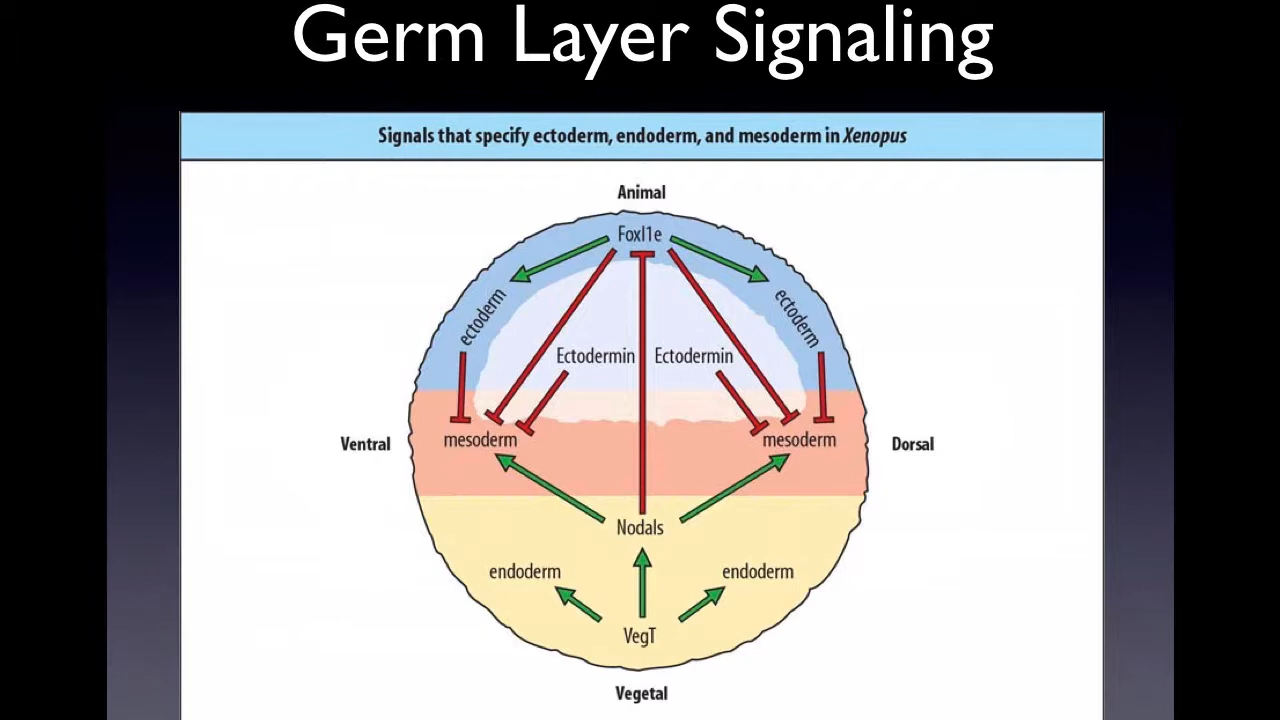 Germ Layer Signaling
Signals that specify ectoderm, endoderm, and mesoderm in Xenopus
Animal
FoxI1e
ectoderm
ectoderm
Ectodermin
Ectodermin
Ventral
mesoderm
mesoderm
Dorsal
Nodals
endoderm
endoderm
VegT
Vegetal